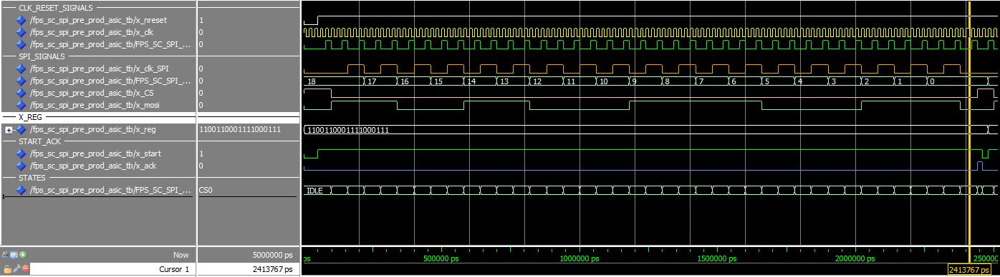 CLK_RESET_SIGNALS
/fps_sc_spi_pre_prod_asic_tb/x_nreset 1
/fps_sc_spi_pre_prod_asic_tb/x_clk 0
/fps_sc_spi_pre_prod_asic_tb/FPS_SC_SPI_... 0
SPI_SIGNALS
/fps_sc_spi_pre_prod_asic_tb/x_clk_SPI 0
/fps_sc_spi_pre_prod_asic_tb/FPS_SC_SPI_... 0 18 17 16 15 14 13 12 11 10 9 8 7 6 5 4 3 2 1 0
/fps_sc_spi_pre_prod_asic_tb/x_CS 0
/fps_sc_spi_pre_prod_asic_tb/x_mosi 0
X_REG
/fps_sc_spi_pre_prod_asic_tb/x_reg 1100110001111000111 1100110001111000111
START_ACK
/fps_sc_spi_pre_prod_asic_tb/x_start 1
/fps_sc_spi_pre_prod_asic_tb/x_ack 0
STATES
/fps_sc_spi_pre_prod_asic_tb/FPS_SC_SPI_... CS0 IDLE
Now 5000000 ps ps 500000 ps 1000000 ps 1500000 ps 2000000 ps 250000
Cursor 1 2413767 ps 2413767 ps